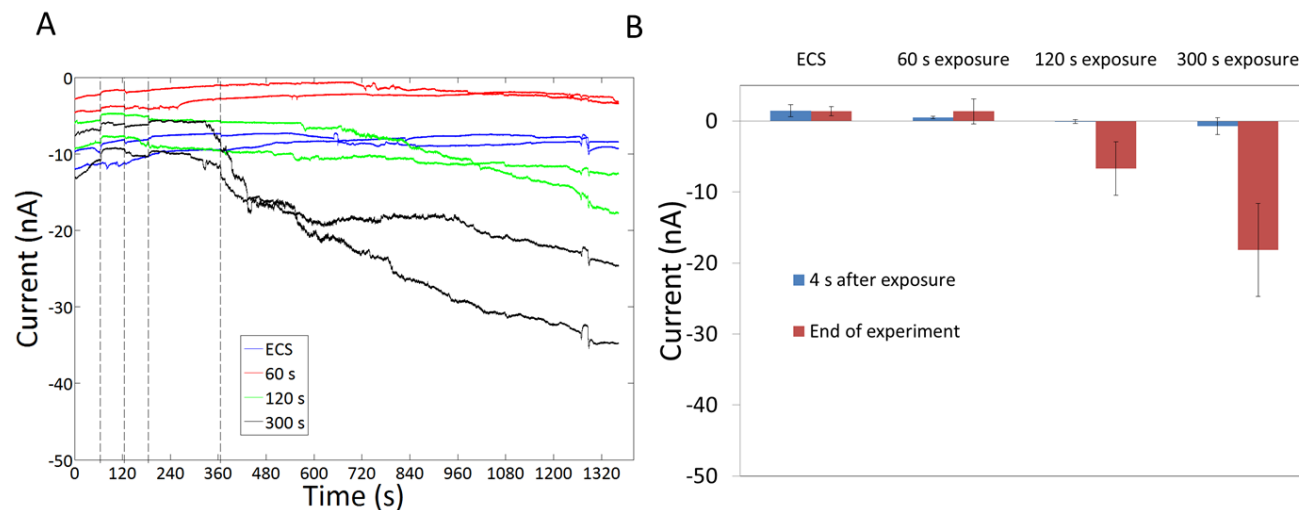 A
Current (nA)
0
-10
-20
-30
-40
-50
ECS
60 s
120 s
300 s
0 120 240 360 480 600 720 840 960 1080 1200 1320
Time (s)
B
ECS 60 s exposure 120 s exposure 300 s exposure
Current (nA)
0
-10
-20
-30
-40
-50
4 s after exposure
End of experiment